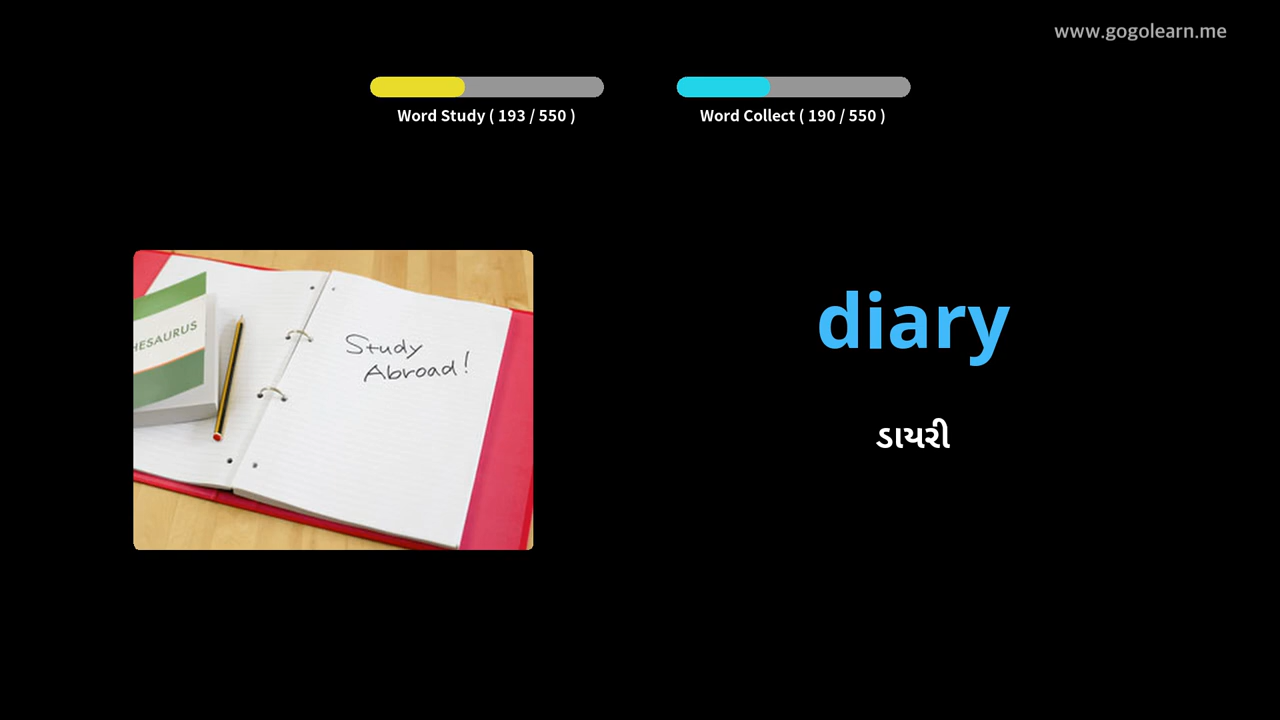 www.gogolearn.me
Word Study ( 193 / 550 )
Word Collect ( 190 / 550 )
HESAURUS
Study
Abroad!
diary
ડાયરી